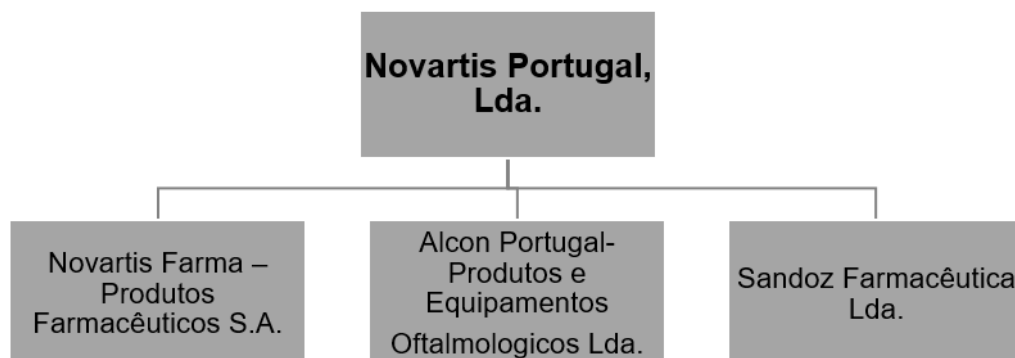 Novartis Portugal,
Lda.
Novartis Farma –
Produtos
Farmacêuticos S.A.
Alcon Portugal-
Produtos e
Equipamentos
Oftalmologicos Lda.
Sandoz Farmacêutica
Lda.